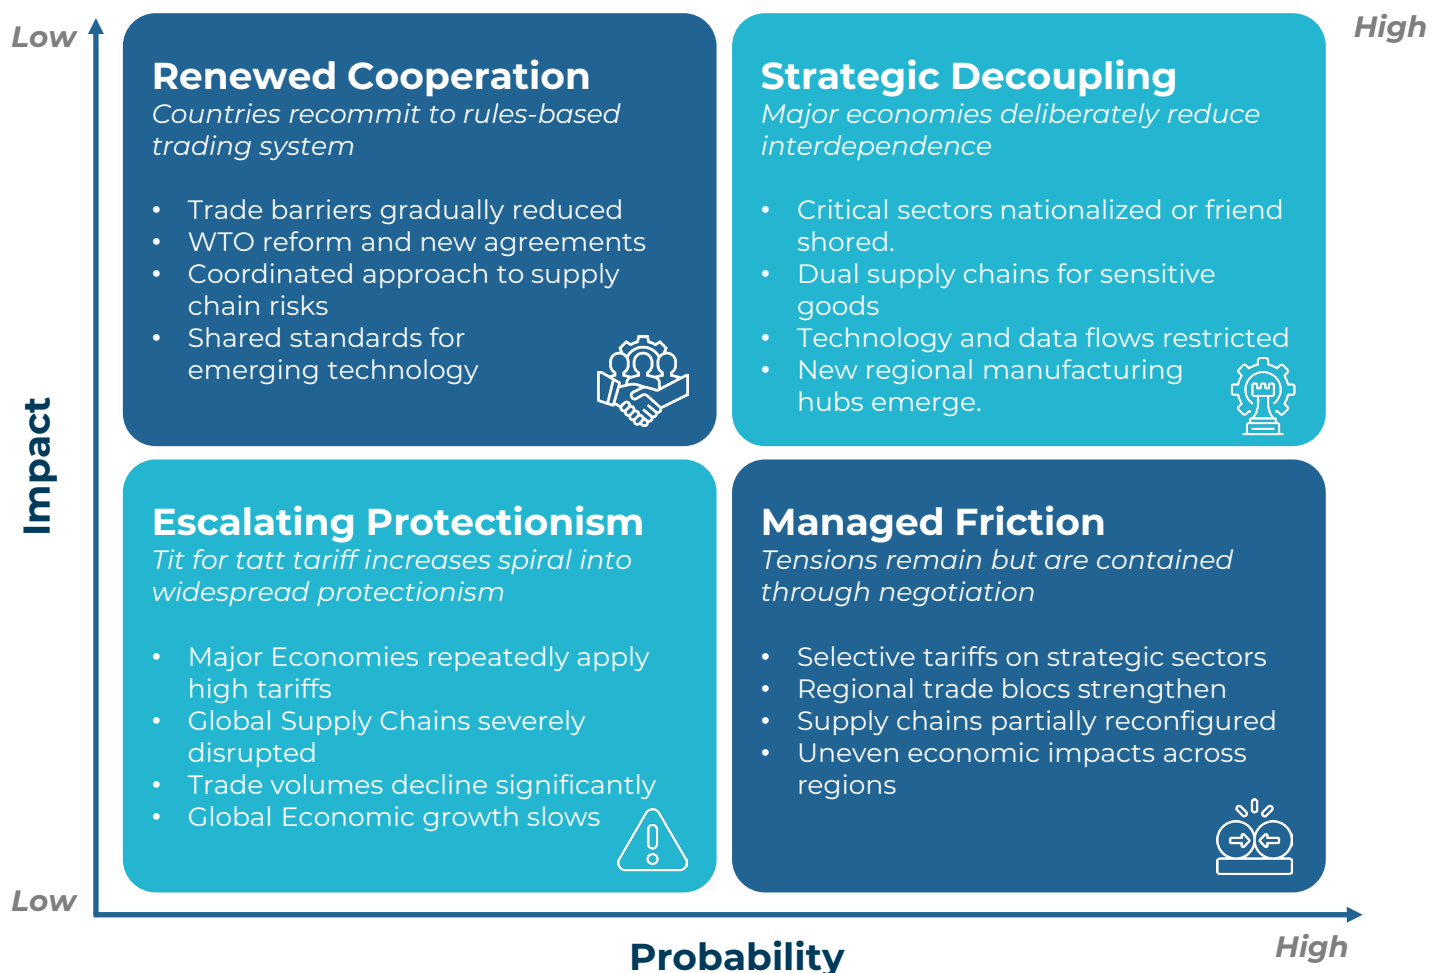 Low
High
Renewed Cooperation
Countries recommit to rules-based
trading system
• Trade barriers gradually reduced
• WTO reform and new agreements
• Coordinated approach to supply
chain risks
• Shared standards for
emerging technology
Strategic Decoupling
Major economies deliberately reduce
interdependence
• Critical sectors nationalized or friend
shored.
• Dual supply chains for sensitive
goods
• Technology and data flows restricted
• New regional manufacturing
hubs emerge.
Impact
Escalating Protectionism
Tit for tatt tariff increases spiral into
widespread protectionism
• Major Economies repeatedly apply
high tariffs
• Global Supply Chains severely
disrupted
• Trade volumes decline significantly
• Global Economic growth slows
Managed Friction
Tensions remain but are contained
through negotiation
• Selective tariffs on strategic sectors
• Regional trade blocs strengthen
• Supply chains partially reconfigured
• Uneven economic impacts across
regions
Low
Probability
High